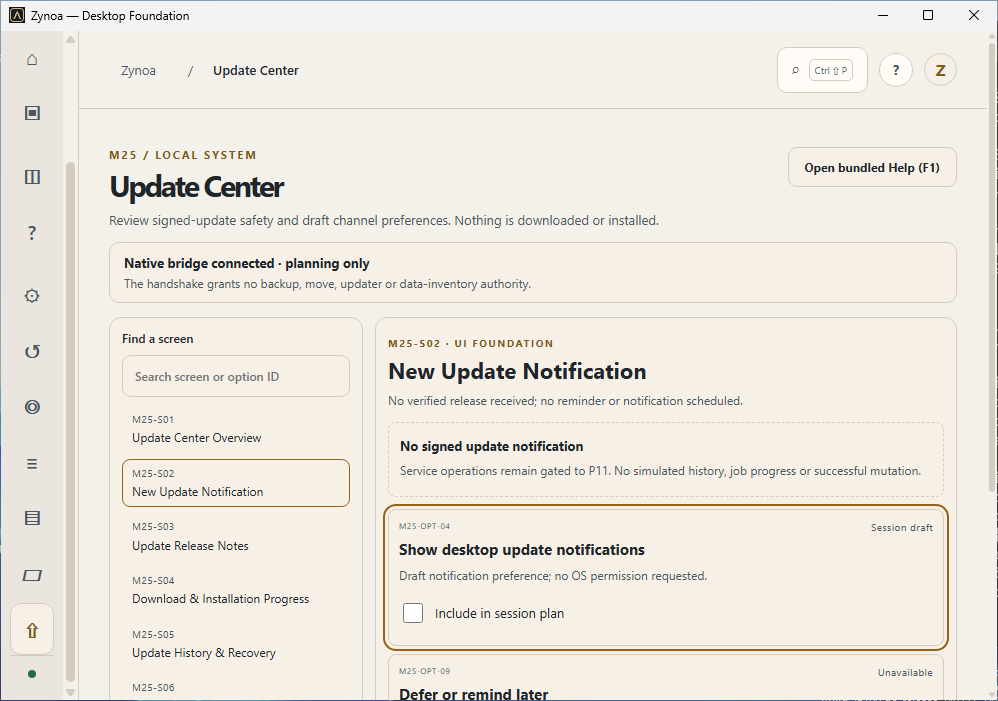 Zynoa — Desktop Foundation
Zynoa / Update Center
Ctrl ⇧ P
?
Z
M25 / LOCAL SYSTEM
Update Center
Open bundled Help (F1)
Review signed-update safety and draft channel preferences. Nothing is downloaded or installed.
Native bridge connected · planning only
The handshake grants no backup, move, updater or data-inventory authority.
Find a screen
Search screen or option ID
M25-S01
Update Center Overview
M25-S02
New Update Notification
M25-S03
Update Release Notes
M25-S04
Download & Installation Progress
M25-S05
Update History & Recovery
M25-S06
M25-S02 · UI FOUNDATION
New Update Notification
No verified release received; no reminder or notification scheduled.
No signed update notification
Service operations remain gated to P11. No simulated history, job progress or successful mutation.
M25-OPT-04
Session draft
Show desktop update notifications
Draft notification preference; no OS permission requested.
Include in session plan
M25-OPT-09
Unavailable
Defer or remind later